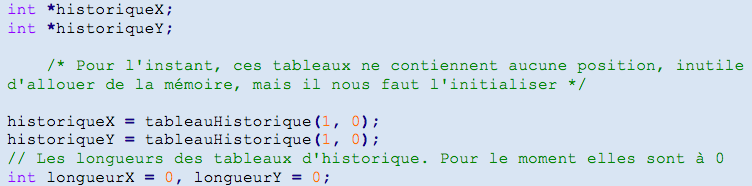 int *historiqueX;
int *historiqueY;
/* Pour l'instant, ces tableaux ne contiennent aucune position, inutile
d'allouer de la mémoire, mais il nous faut l'initialiser */
historiqueX = tableauHistorique(1, 0);
historiqueY = tableauHistorique(1, 0);
// Les longueurs des tableaux d'historique. Pour le moment elles sont à 0
int longueurX = 0, longueurY = 0;